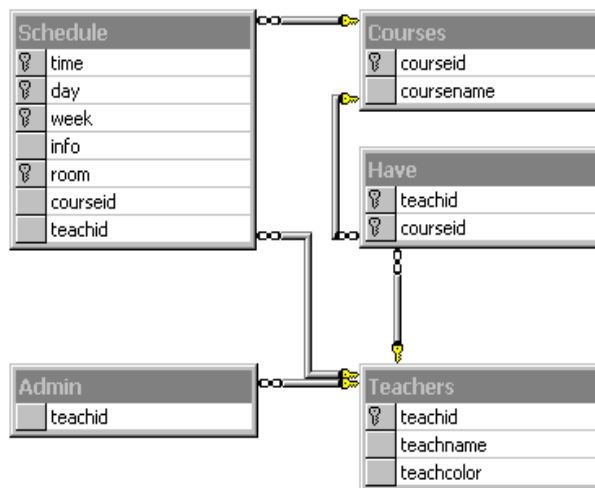 Schedule
time
day
week
info
room
courseid
teachid
Courses
courseid
coursename
Have
teachid
courseid
Admin
teachid
Teachers
teachid
teachname
teachcolor